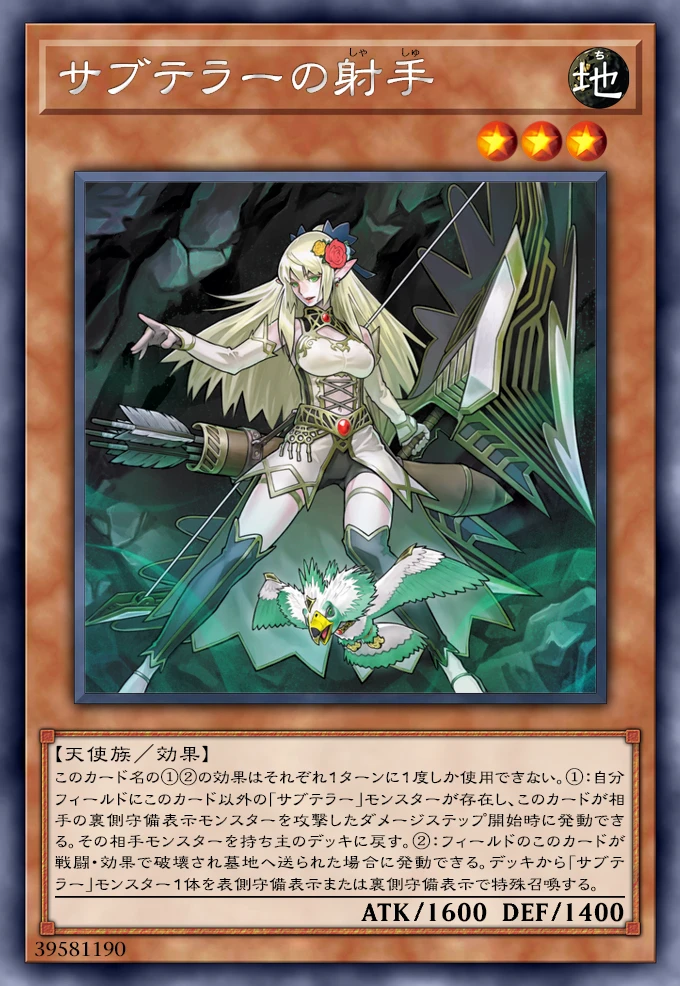 サブテラーの射手
しゃ しゅ
地
ち
【天使族／効果】
このカード名の①②の効果はそれぞれ1ターンに1度しか使用できない。①：自分
フィールドにこのカード以外の「サブテラー」モンスターが存在し、このカードが相
手の裏側守備表示モンスターを攻撃したダメージステップ開始時に発動でき
る。その相手モンスターを持ち主のデッキに戻す。②：フィールドのこのカードが
戦闘・効果で破壊され墓地へ送られた場合に発動できる。デッキから「サブテ
ラー」モンスター1体を表側守備表示または裏側守備表示で特殊召喚する。
ATK/1600 DEF/1400
39581190